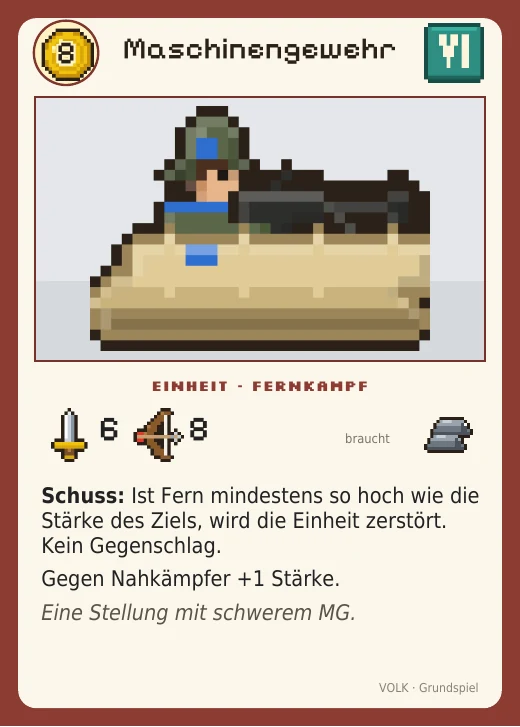 8 Maschinengewehr VI
EINHEIT - FERNKAMPF
6 8 braucht
Schuss: Ist Fern mindestens so hoch wie die
Stärke des Ziels, wird die Einheit zerstört.
Kein Gegenschlag.
Gegen Nahkämpfer +1 Stärke.
Eine Stellung mit schwerem MG.
VOLK · Grundspiel